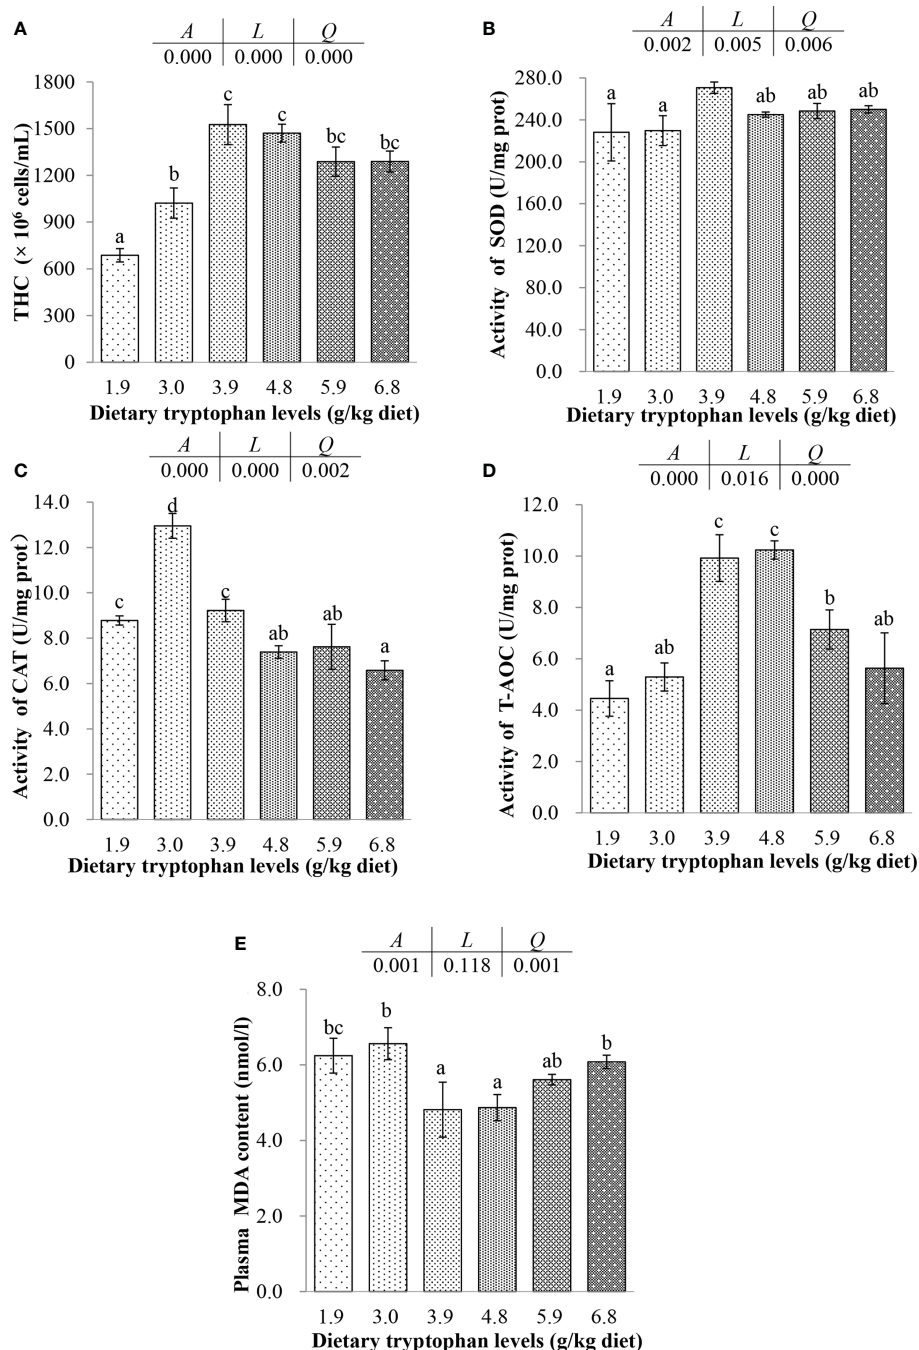 A
A L Q
0.000 0.000 0.000
THC (× 10⁶ cells/mL)
1800
1500
1200
900
600
300
0
a b c c bc bc
1.9 3.0 3.9 4.8 5.9 6.8
Dietary tryptophan levels (g/kg diet)
B
A L Q
0.002 0.005 0.006
Activity of SOD (U/mg prot)
280.0
240.0
200.0
160.0
120.0
80.0
40.0
0.0
a a ab ab ab
1.9 3.0 3.9 4.8 5.9 6.8
Dietary tryptophan levels (g/kg diet)
C
A L Q
0.000 0.000 0.002
Activity of CAT (U/mg prot)
14.0
12.0
10.0
8.0
6.0
4.0
2.0
0.0
c d c ab ab a
1.9 3.0 3.9 4.8 5.9 6.8
Dietary tryptophan levels (g/kg diet)
D
A L Q
0.000 0.016 0.000
Activity of T-AOC (U/mg prot)
12.0
10.0
8.0
6.0
4.0
2.0
0.0
a ab c c b ab
1.9 3.0 3.9 4.8 5.9 6.8
Dietary tryptophan levels (g/kg diet)
E
A L Q
0.001 0.118 0.001
Plasma MDA content (nmol/l)
8.0
6.0
4.0
2.0
0.0
bc b a a ab b
1.9 3.0 3.9 4.8 5.9 6.8
Dietary tryptophan levels (g/kg diet)